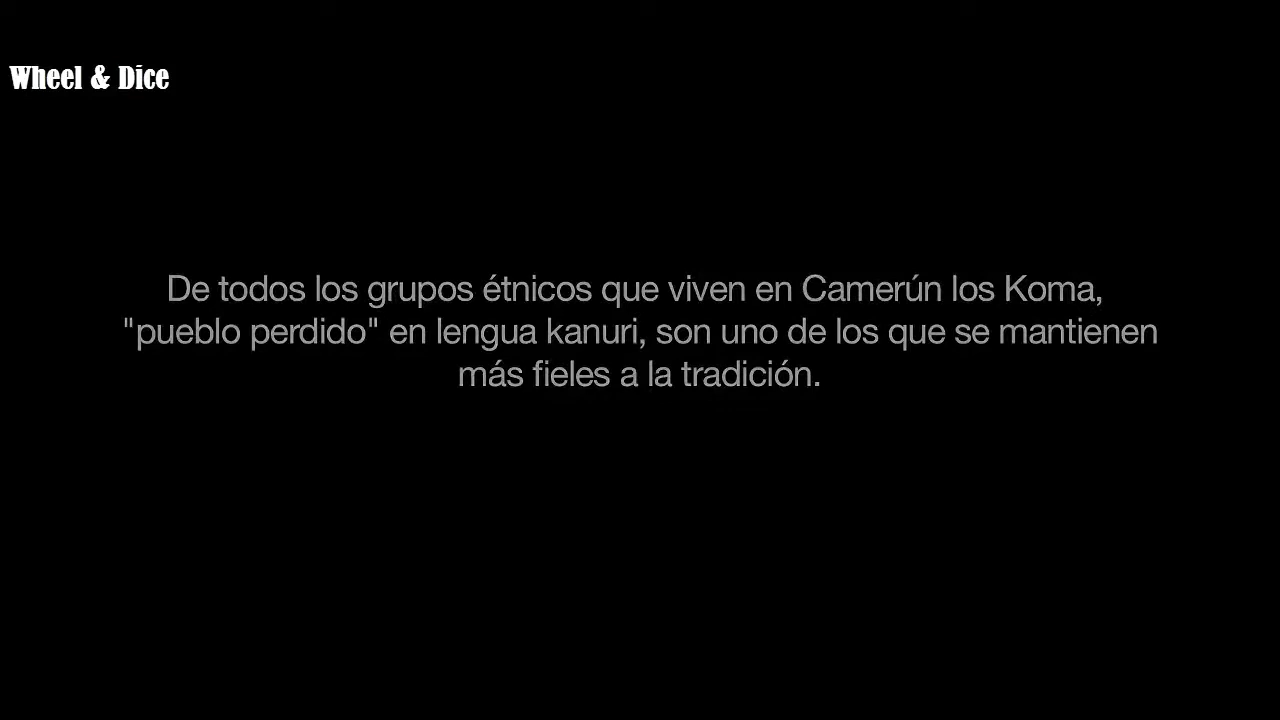 Wheel & Dice
De todos los grupos étnicos que viven en Camerún los Koma,
"pueblo perdido" en lengua kanuri, son uno de los que se mantienen
más fieles a la tradición.